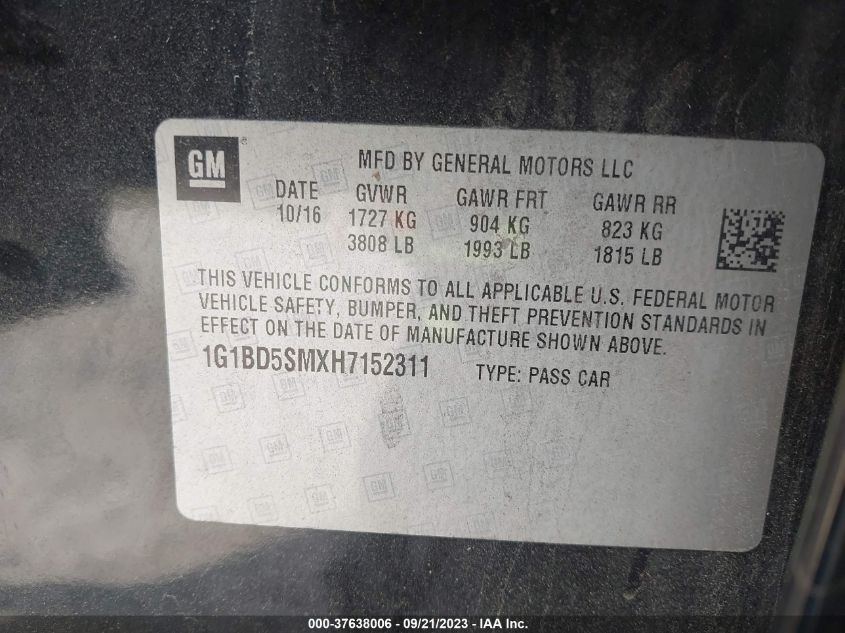 GM
MFD BY GENERAL MOTORS LLC
DATE GVWR GAWR FRT GAWR RR
10/16 1727 KG 904 KG 823 KG
3808 LB 1993 LB 1815 LB
THIS VEHICLE CONFORMS TO ALL APPLICABLE U.S. FEDERAL MOTOR
VEHICLE SAFETY, BUMPER, AND THEFT PREVENTION STANDARDS IN
EFFECT ON THE DATE OF MANUFACTURE SHOWN ABOVE.
1G1BD5SMXH7152311 TYPE: PASS CAR
000-37638006 - 09/21/2023 - IAA Inc.